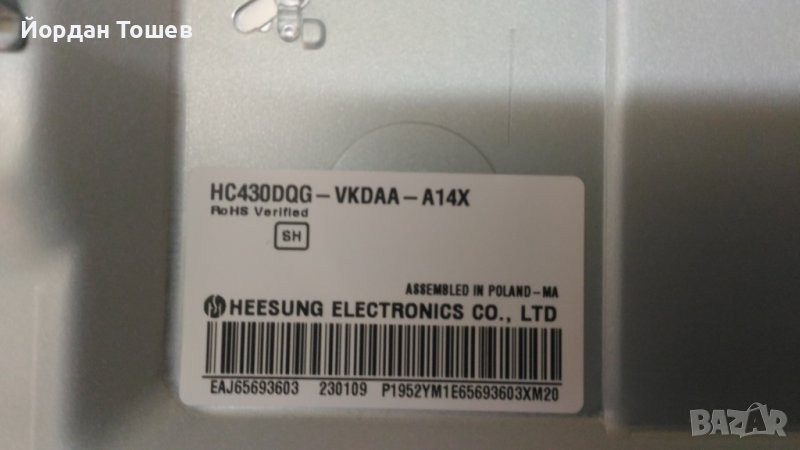 Йордан Тошев
HC430DQG-VKDAA-A14X
RoHS Verified
SH
ASSEMBLED IN POLAND-MA
HEESUNG ELECTRONICS CO., LTD
EAJ65693603 230109 P1952YM1E65693603XM20
BAZAR